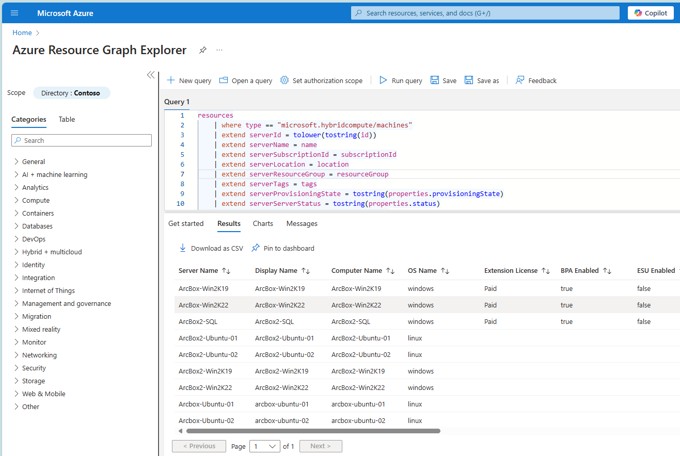 Microsoft Azure
Search resources, services, and docs (G+/)
Copilot
Home
Azure Resource Graph Explorer
Scope
Directory : Contoso
Categories Table
Search
General
AI + machine learning
Analytics
Compute
Containers
Databases
DevOps
Hybrid + multicloud
Identity
Integration
Internet of Things
Management and governance
Migration
Mixed reality
Monitor
Networking
Security
Storage
Web & Mobile
Other
New query Open a query Set authorization scope Run query Save Save as Feedback
Query 1
1 resources
2 | where type == "microsoft.hybridcompute/machines"
3 | extend serverId = tolower(tostring(id))
4 | extend serverName = name
5 | extend serverSubscriptionId = subscriptionId
6 | extend serverLocation = location
7 | extend serverResourceGroup = resourceGroup
8 | extend serverTags = tags
9 | extend serverProvisioningState = tostring(properties.provisioningState)
10 | extend serverServerStatus = tostring(properties.status)
Get started Results Charts Messages
Download as CSV Pin to dashboard
Server Name Display Name Computer Name OS Name Extension License BPA Enabled ESU Enabled
ArcBox-Win2K19 ArcBox-Win2K19 ArcBox-Win2K19 windows Paid true false
ArcBox-Win2K22 ArcBox-Win2K22 ArcBox-Win2K22 windows Paid true false
ArcBox2-SQL ArcBox2-SQL ArcBox2-SQL windows Paid true false
ArcBox2-Ubuntu-01 ArcBox2-Ubuntu-01 ArcBox2-Ubuntu-01 linux
ArcBox2-Ubuntu-02 ArcBox2-Ubuntu-02 ArcBox2-Ubuntu-02 linux
ArcBox2-Win2K19 ArcBox2-Win2K19 ArcBox2-Win2K19 windows
ArcBox2-Win2K22 ArcBox2-Win2K22 ArcBox2-Win2K22 windows
Arcbox-Ubuntu-01 arcbox-ubuntu-01 arcbox-ubuntu-01 linux
Arcbox-Ubuntu-02 arcbox-ubuntu-02 arcbox-ubuntu-02 linux
< Previous Page 1 of 1 Next >